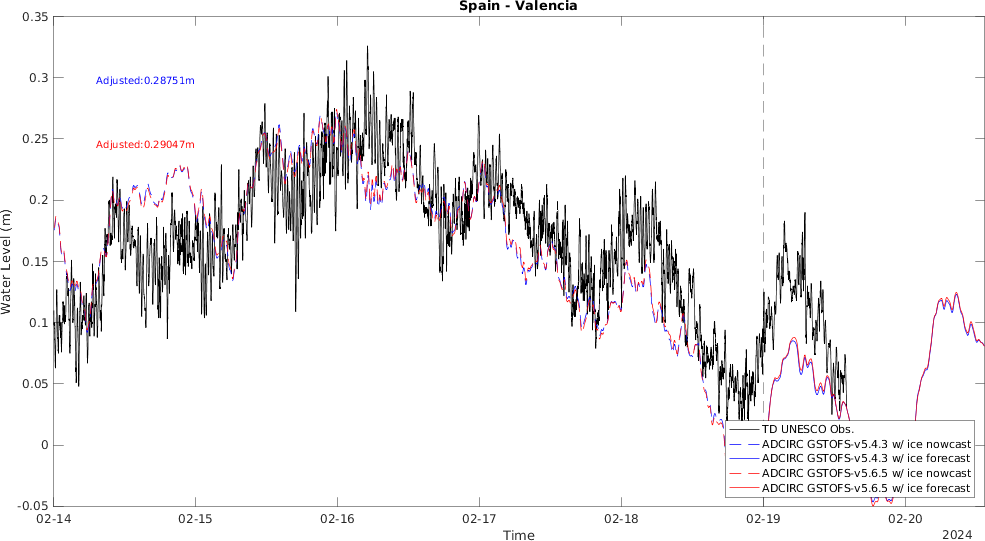 Spain - Valencia
0.35
0.3
0.25
0.2
0.15
0.1
0.05
0
-0.05
Water Level (m)
Adjusted:0.28751m
Adjusted:0.29047m
TD UNESCO Obs.
ADCIRC GSTOFS-v5.4.3 w/ ice nowcast
ADCIRC GSTOFS-v5.4.3 w/ ice forecast
ADCIRC GSTOFS-v5.6.5 w/ ice nowcast
ADCIRC GSTOFS-v5.6.5 w/ ice forecast
02-14 02-15 02-16 02-17 02-18 02-19 02-20
Time
2024